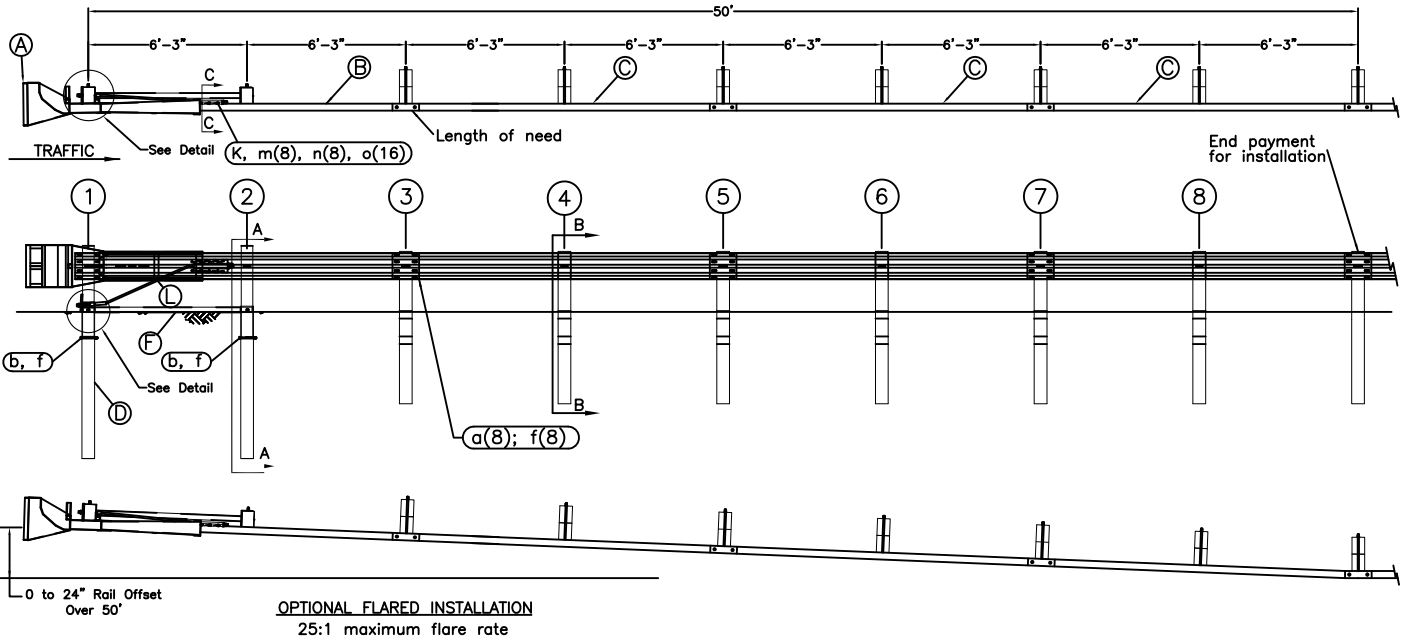 50'
6'-3" 6'-3" 6'-3" 6'-3" 6'-3" 6'-3" 6'-3" 6'-3"
A
C
B
C
C
C
C
Length of need
See Detail
K, m(8), n(8), o(16)
TRAFFIC
End payment
for installation
1 2 3 4 5 6 7 8
A
B
L
F
b, f
b, f
See Detail
D
B
a(8); f(8)
A
0 to 24" Rail Offset
Over 50'
OPTIONAL FLARED INSTALLATION
25:1 maximum flare rate